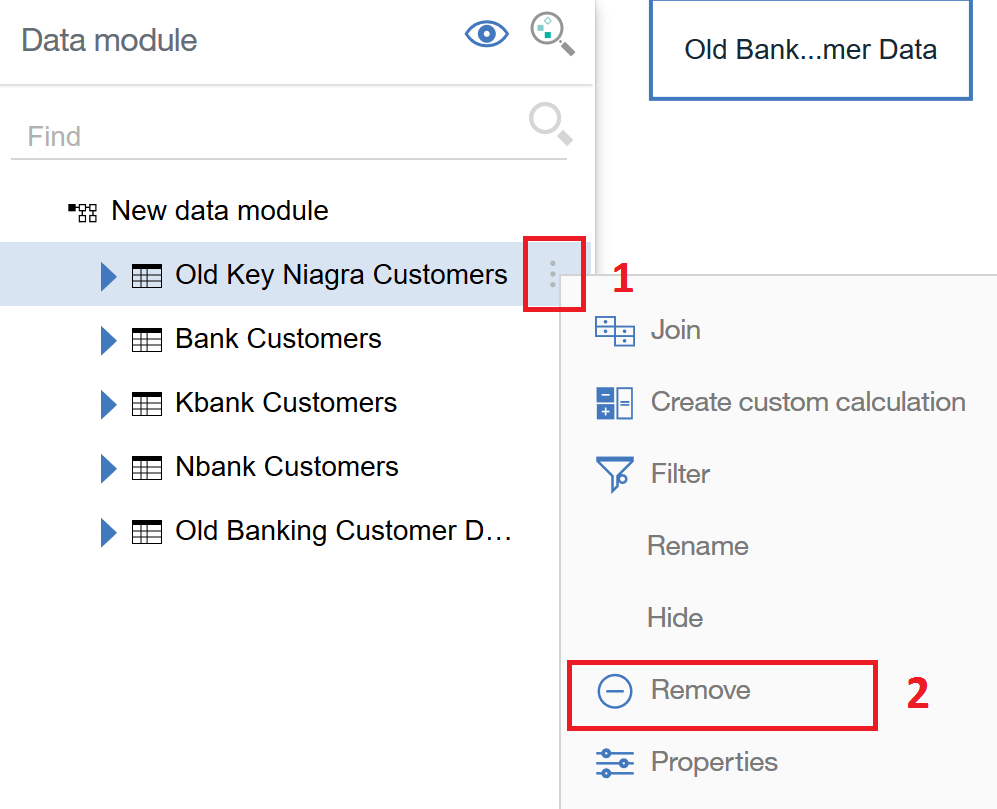 Data module
Old Bank...mer Data
Find
New data module
Old Key Niagra Customers
1
Bank Customers
Kbank Customers
Nbank Customers
Old Banking Customer D...
Join
Create custom calculation
Filter
Rename
Hide
Remove
2
Properties